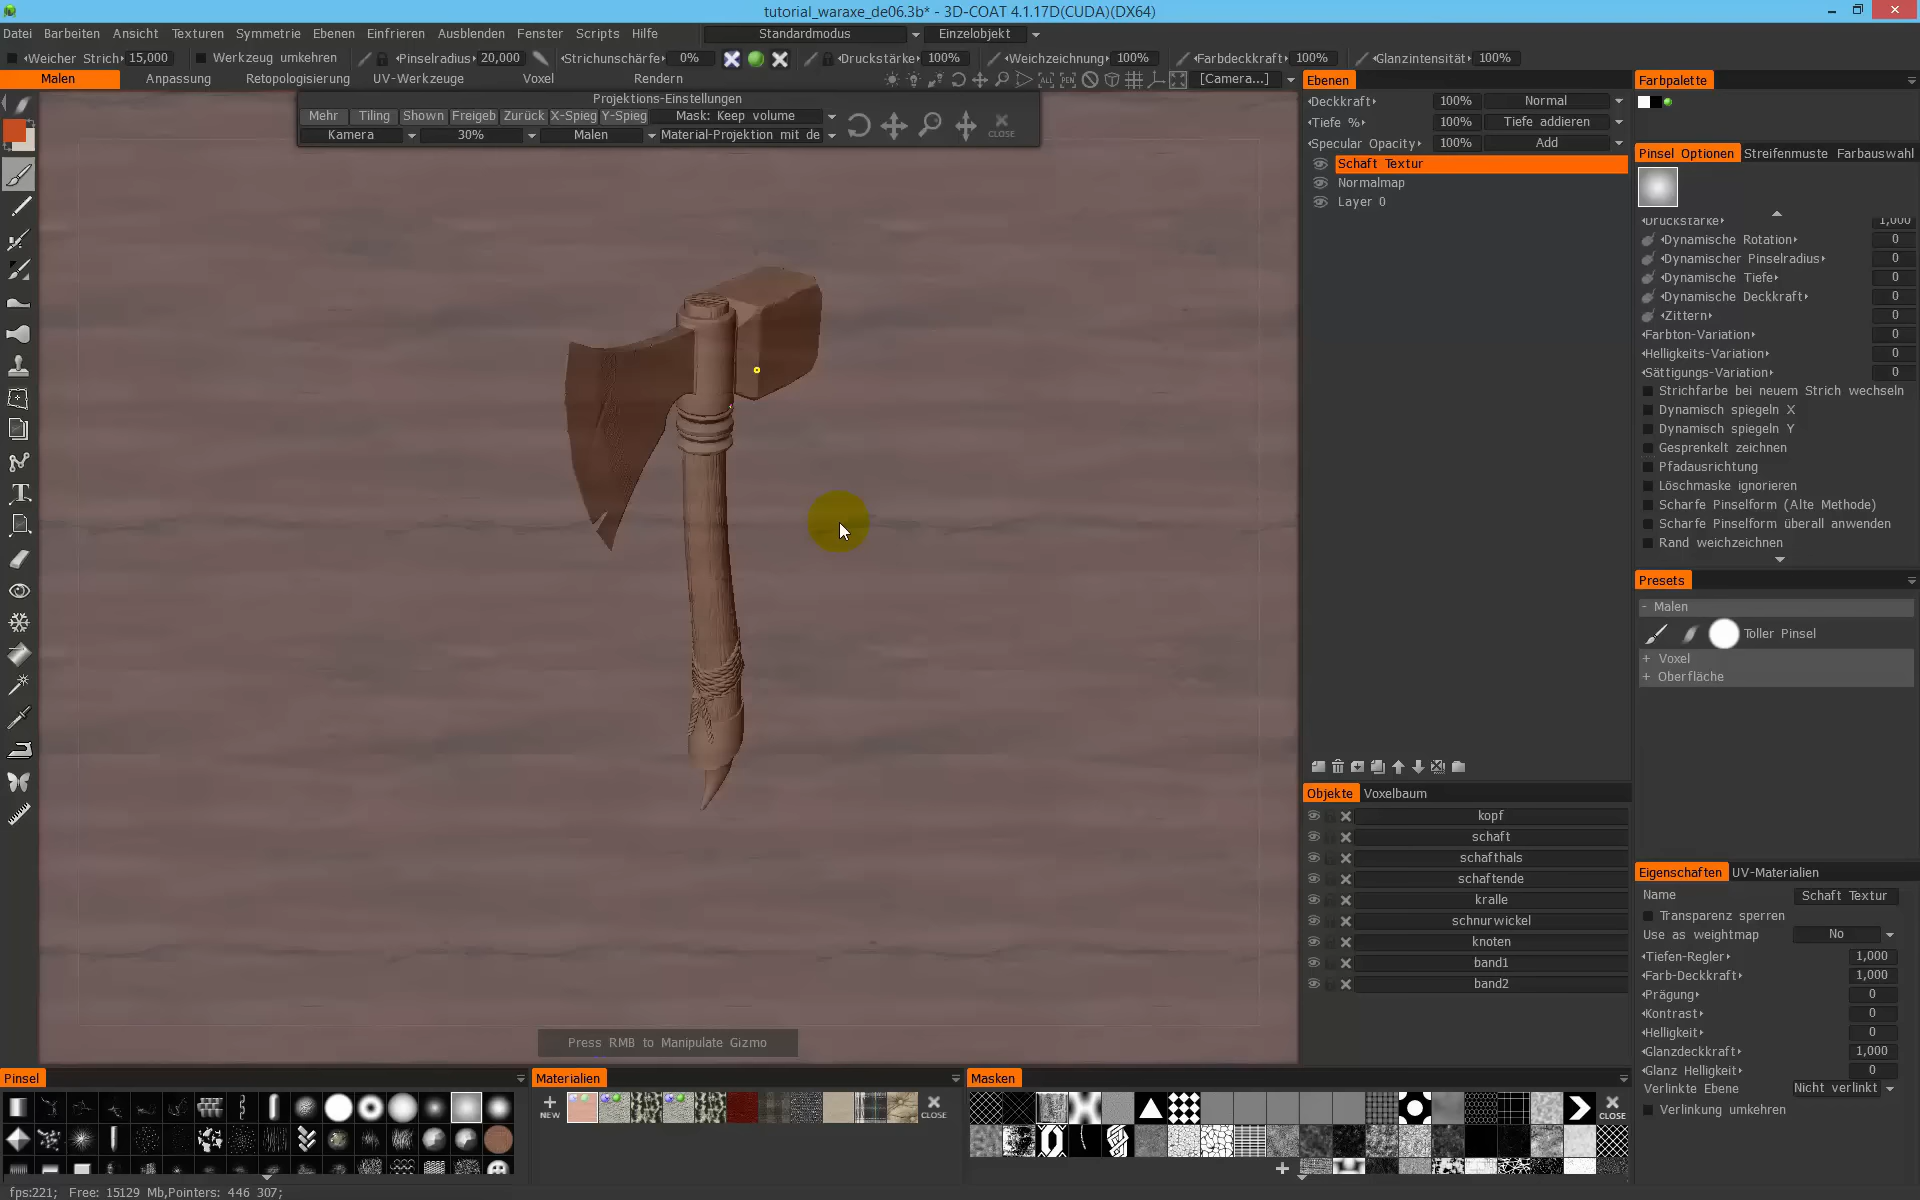 tutorial_waraxe_de06.3b* - 3D-COAT 4.1.17D(CUDA)(DX64)
Datei Barbeiten Ansicht Texturen Symmetrie Ebenen Einfrieren Ausblenden Fenster Scripts Hilfe Standardmodus Einzelobjekt
Weicher Strich 15,000 Werkzeug umkehren Pinselradius 20,000 Strichunschärfe 0% Druckstärke 100% Weichzeichnung 100% Farbdeckkraft 100% Glanzintensität 100%
Malen Anpassung Retopologisierung UV-Werkzeuge Voxel Rendern [Camera...]
Projektions-Einstellungen
Mehr Tiling Shown Freigeb Zurück X-Spieg Y-Spieg Mask: Keep volume
Kamera 30% Malen Material-Projektion mit de CLOSE
Press RMB to Manipulate Gizmo
Ebenen
Deckkraft 100% Normal
Tiefe % 100% Tiefe addieren
Specular Opacity 100% Add
Schaft Textur
Normalmap
Layer 0
Objekte Voxelbaum
kopf
schaft
schafthals
schaftende
kralle
schnurwickel
knoten
band1
band2
Farbpalette
Pinsel Optionen Streifenmuste Farbauswahl
Druckstärke 1,000
Dynamische Rotation 0
Dynamischer Pinselradius 0
Dynamische Tiefe 0
Dynamische Deckkraft 0
Zittern 0
Farbton-Variation 0
Helligkeits-Variation 0
Sättigungs-Variation 0
Strichfarbe bei neuem Strich wechseln
Dynamisch spiegeln X
Dynamisch spiegeln Y
Gesprenkelt zeichnen
Pfadausrichtung
Löschmaske ignorieren
Scharfe Pinselform (Alte Methode)
Scharfe Pinselform überall anwenden
Rand weichzeichnen
Presets
- Malen
Toller Pinsel
+ Voxel
+ Oberfläche
Eigenschaften UV-Materialien
Name Schaft Textur
Transparenz sperren
Use as weightmap No
Tiefen-Regler 1,000
Farb-Deckkraft 1,000
Prägung 0
Kontrast 0
Helligkeit 0
Glanzdeckkraft 1,000
Glanz Helligkeit 0
Verlinkte Ebene Nicht verlinkt
Verlinkung umkehren
Pinsel
Materialien
NEW CLOSE
Masken
CLOSE
fps:221; Free: 15129 Mb,Pointers: 446 307;